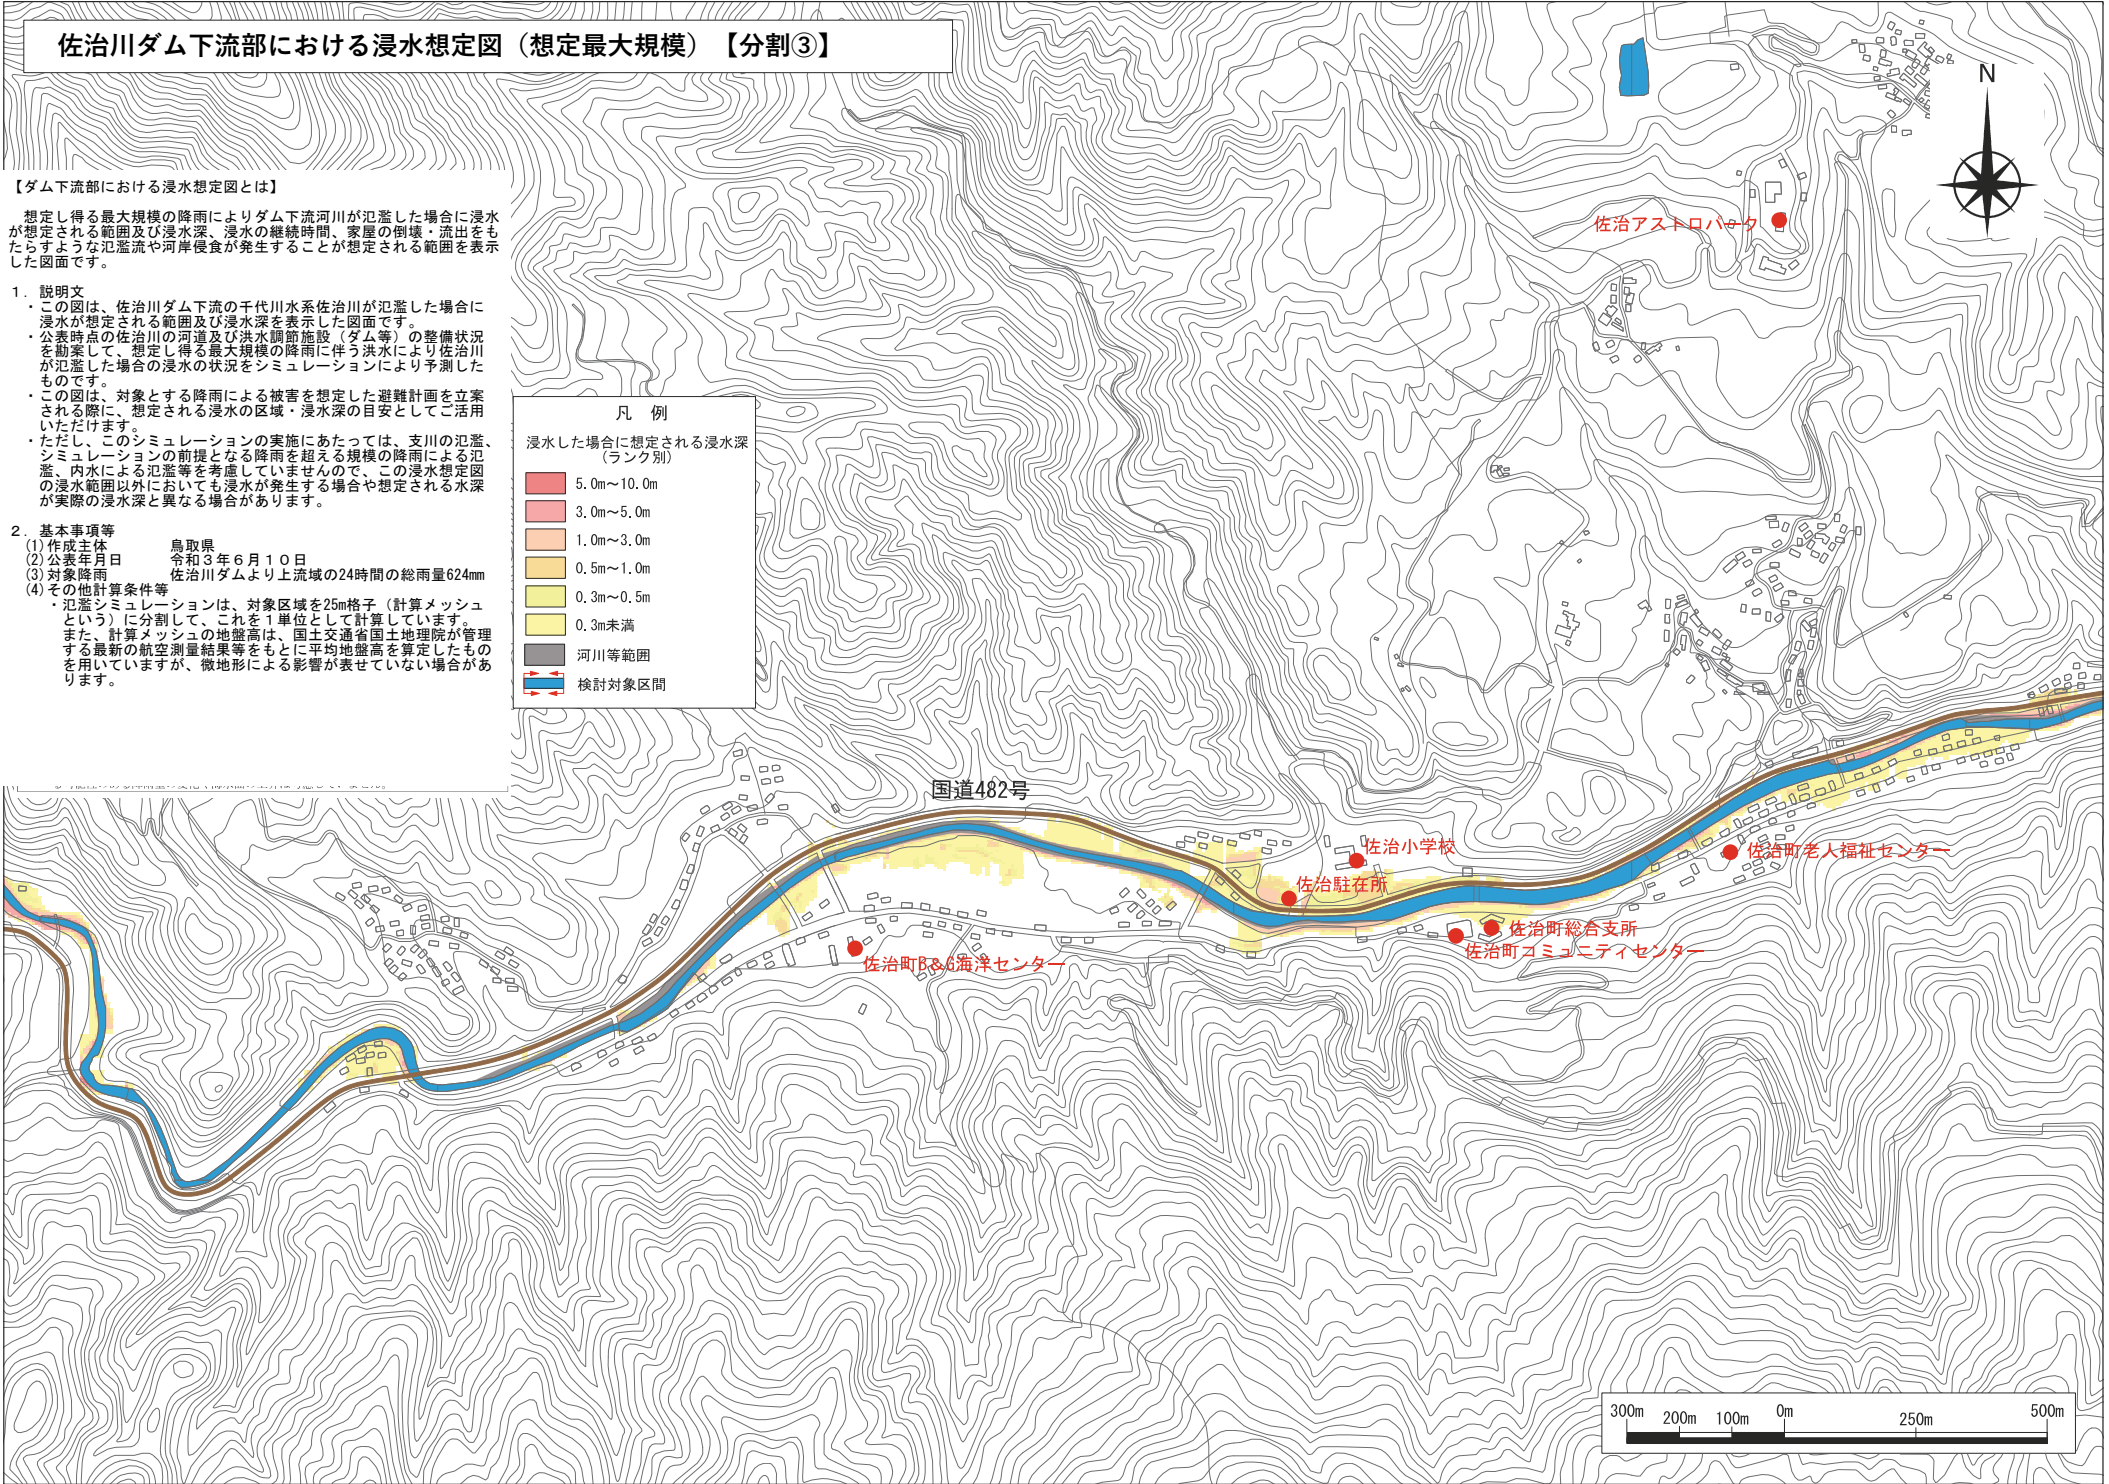 佐治川ダム下流部における浸水想定図（想定最大規模）【分割③】
【ダム下流部における浸水想定図とは】
想定し得る最大規模の降雨によりダム下流河川が氾濫した場合に浸水
が想定される範囲及び浸水深、浸水の継続時間、家屋の倒壊・流出をも
たらすような氾濫流や河岸侵食が発生することが想定される範囲を表示
した図面です。
1．説明文
・この図は、佐治川ダム下流の千代川水系佐治川が氾濫した場合に
浸水が想定される範囲及び浸水深を表示した図面です。
・公表時点の佐治川の河道及び洪水調節施設（ダム等）の整備状況
を勘案して、想定し得る最大規模の降雨に伴う洪水により佐治川
が氾濫した場合の浸水の状況をシミュレーションにより予測した
ものです。
・この図は、対象とする降雨による被害を想定した避難計画を立案
される際に、想定される浸水の区域・浸水深の目安としてご活用
いただけます。
・ただし、このシミュレーションの実施にあたっては、支川の氾濫、
シミュレーションの前提となる降雨を超える規模の降雨による氾
濫、内水による氾濫等を考慮していませんので、この浸水想定図
の浸水範囲以外においても浸水が発生する場合や想定される水深
が実際の浸水深と異なる場合があります。
2．基本事項等
(1)作成主体　鳥取県
(2)公表年月日　令和３年６月１０日
(3)対象降雨　佐治川ダムより上流域の24時間の総雨量624mm
(4)その他計算条件等
・氾濫シミュレーションは、対象区域を25m格子（計算メッシュ
という）に分割して、これを１単位として計算しています。
また、計算メッシュの地盤高は、国土交通省国土地理院が管理
する最新の航空測量結果等をもとに平均地盤高を算定したもの
を用いていますが、微地形による影響が表せていない場合があ
ります。
凡 例
浸水した場合に想定される浸水深
（ランク別）
5.0m～10.0m
3.0m～5.0m
1.0m～3.0m
0.5m～1.0m
0.3m～0.5m
0.3m未満
河川等範囲
検討対象区間
N
佐治アストロパーク
国道482号
佐治小学校
佐治町老人福祉センター
佐治駐在所
佐治町総合支所
佐治町コミュニティセンター
佐治町B&G海洋センター
300m 200m 100m 0m 250m 500m